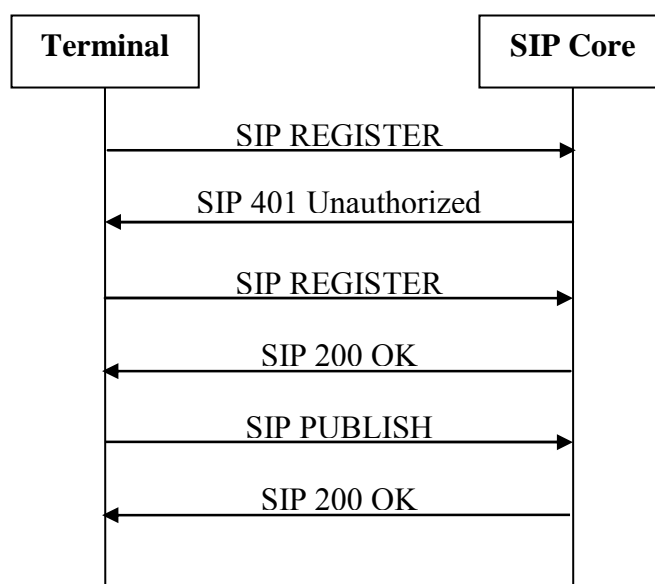 Terminal
SIP Core
SIP REGISTER
SIP 401 Unauthorized
SIP REGISTER
SIP 200 OK
SIP PUBLISH
SIP 200 OK